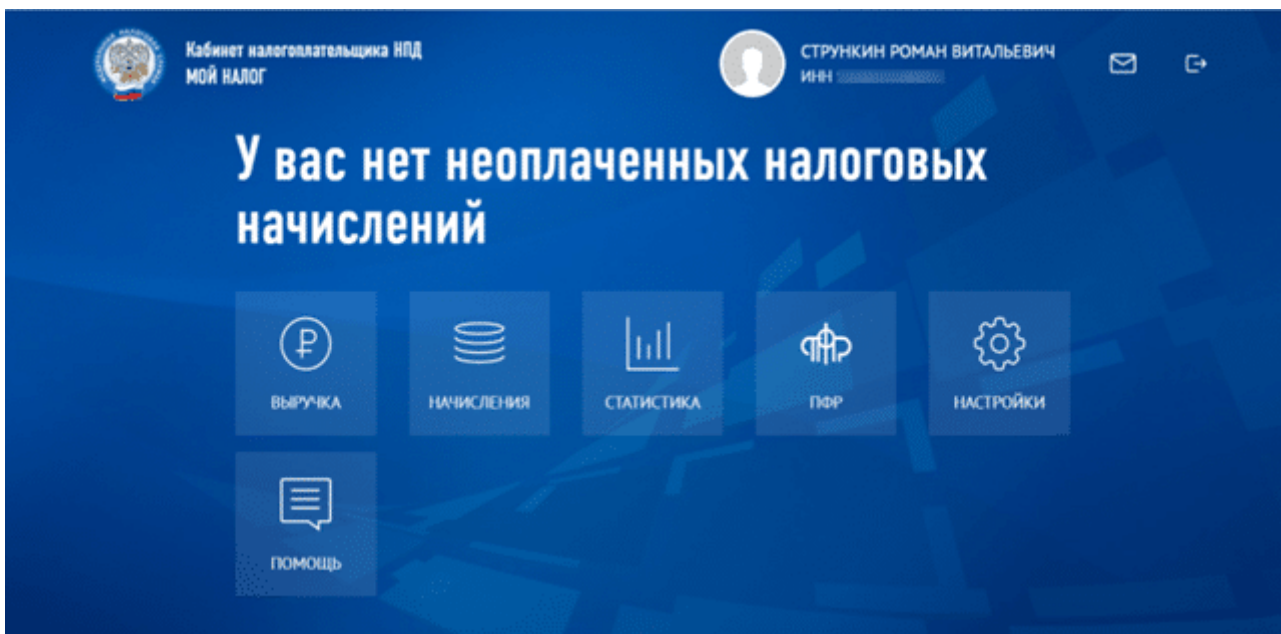 Кабинет налогоплательщика НПД
МОЙ НАЛОГ
СТРУНКИН РОМАН ВИТАЛЬЕВИЧ
ИНН
У вас нет неоплаченных налоговых
начислений
ВЫРУЧКА
НАЧИСЛЕНИЯ
СТАТИСТИКА
ПФР
НАСТРОЙКИ
ПОМОЩЬ